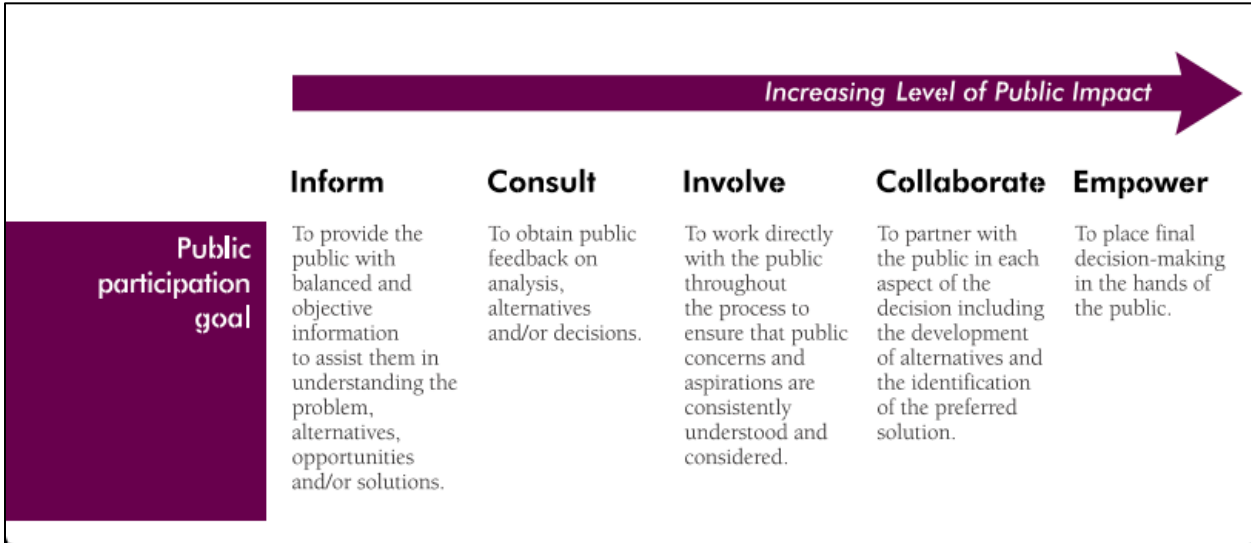 Increasing Level of Public Impact
Inform
Consult
Involve
Collaborate
Empower
Public
participation
goal
To provide the
public with
balanced and
objective
information
to assist them in
understanding the
problem,
alternatives,
opportunities
and/or solutions.
To obtain public
feedback on
analysis,
alternatives
and/or decisions.
To work directly
with the public
throughout
the process to
ensure that public
concerns and
aspirations are
consistently
understood and
considered.
To partner with
the public in each
aspect of the
decision including
the development
of alternatives and
the identification
of the preferred
solution.
To place final
decision-making
in the hands of
the public.